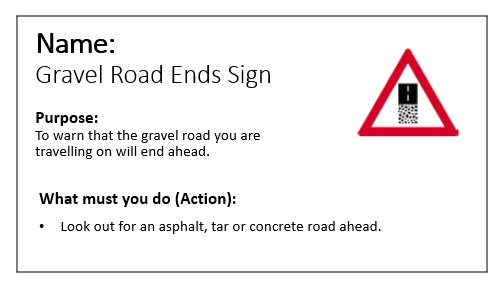 Name:
Gravel Road Ends Sign
Purpose:
To warn that the gravel road you are
travelling on will end ahead.
What must you do (Action):
• Look out for an asphalt, tar or concrete road ahead.